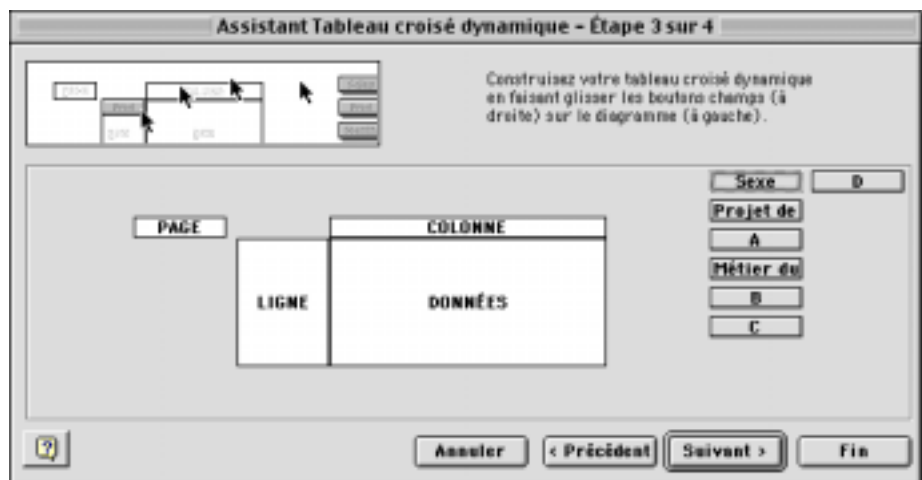 Assistant Tableau croisé dynamique - Étape 3 sur 4
Construisez votre tableau croisé dynamique
en faisant glisser les boutons champs (à
droite) sur le diagramme (à gauche).
Sexe D
PAGE COLONNE Projet de
A
Métier du
LIGNE DONNÉES B
C
Annuler < Précédent Suivant > Fin